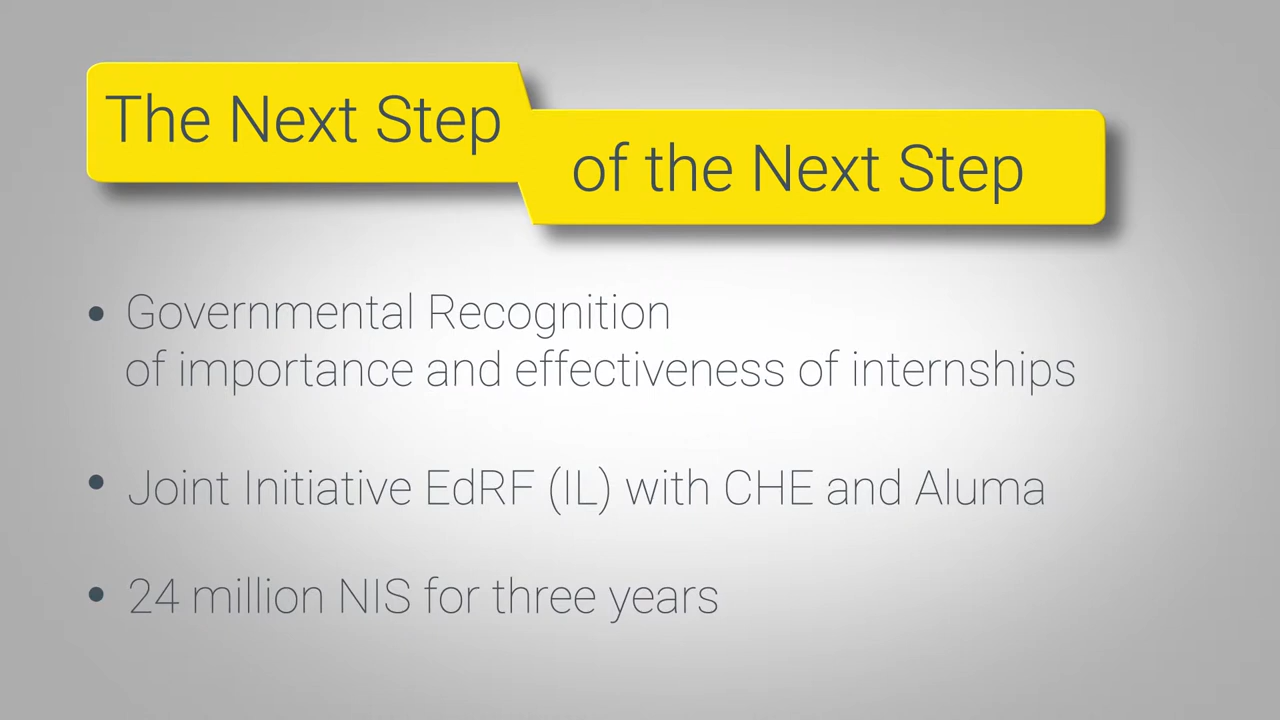 The Next Step
of the Next Step
• Governmental Recognition
of importance and effectiveness of internships
• Joint Initiative EdRF (IL) with CHE and Aluma
• 24 million NIS for three years